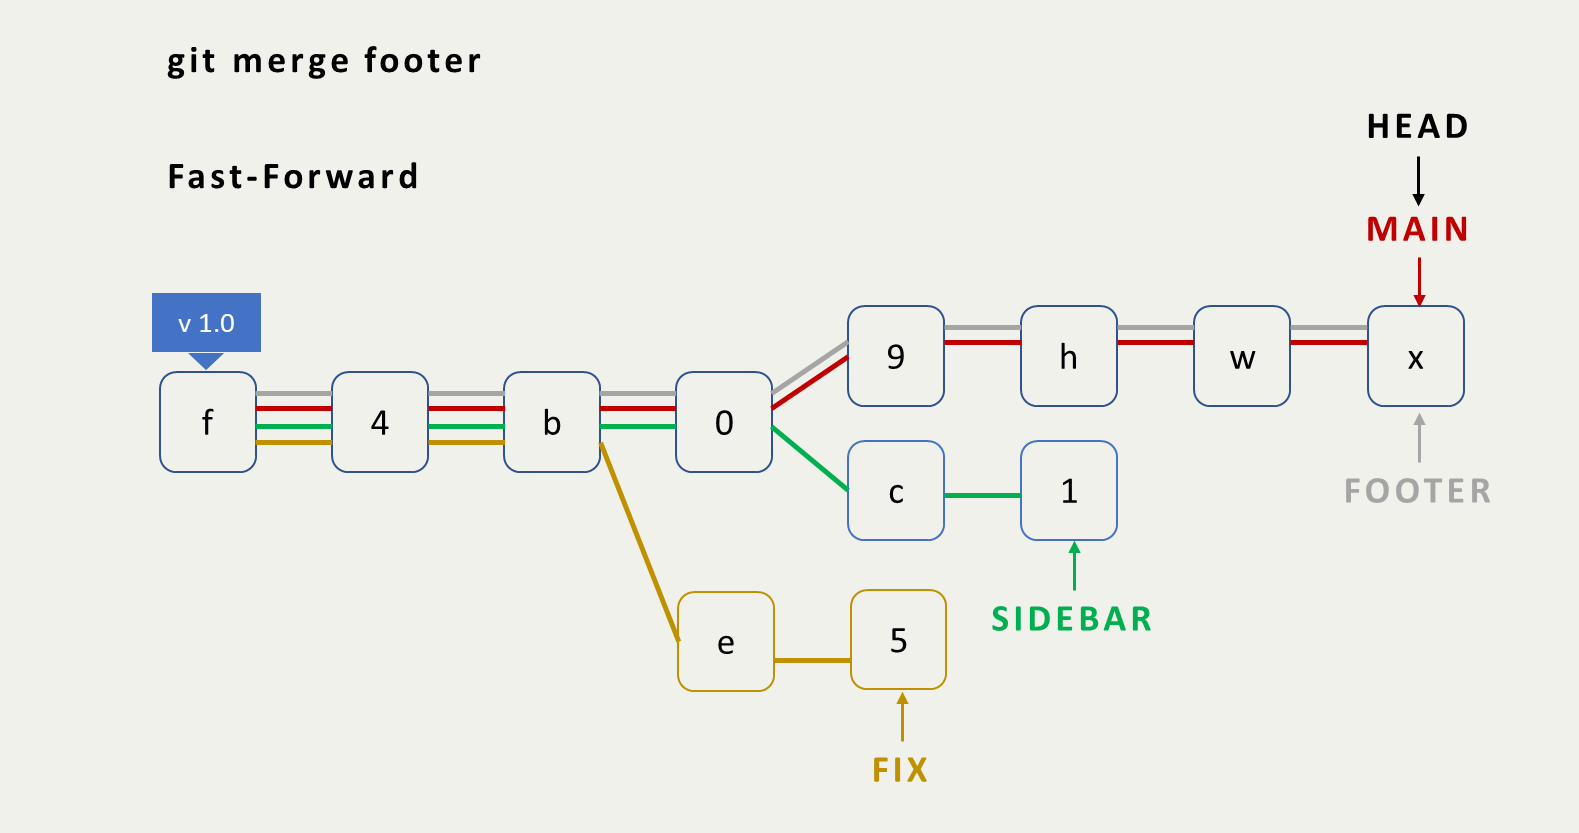 git merge footer
HEAD
Fast-Forward
MAIN
v 1.0
9 h w x
f 4 b 0
c 1
FOOTER
SIDEBAR
e 5
FIX